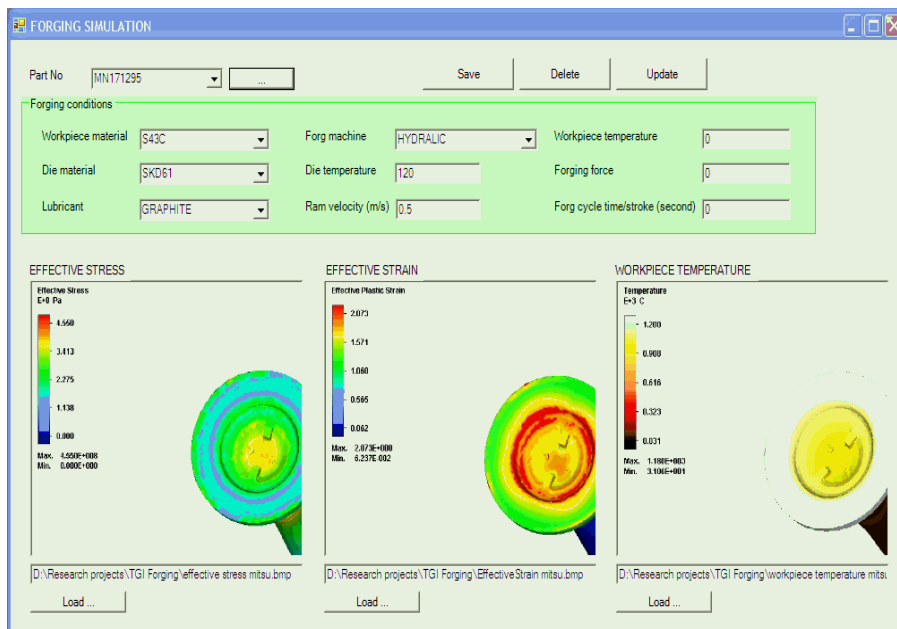 FORGING SIMULATION
Part No MN171295 ... Save Delete Update
Forging conditions
Workpiece material S43C Forg machine HYDRALIC Workpiece temperature 0
Die material SKD61 Die temperature 120 Forging force 0
Lubricant GRAPHITE Ram velocity (m/s) 0.5 Forg cycle time/stroke (second) 0
EFFECTIVE STRESS
Effective Stress
E+8 Pa
4.550
3.413
2.275
1.138
0.000
Max. 4.550E+008
Min. 0.000E+000
D:\Research projects\TGI Forging\effective stress mitsu.bmp
Load ...
EFFECTIVE STRAIN
Effective Plastic Strain
2.073
1.571
1.068
0.565
0.062
Max. 2.073E+000
Min. 6.237E-002
D:\Research projects\TGI Forging\EffectiveStrain mitsu.bmp
Load ...
WORKPIECE TEMPERATURE
Temperature
E+3 C
1.200
0.908
0.616
0.323
0.031
Max. 1.180E+003
Min. 3.106E+001
D:\Research projects\TGI Forging\workpiece temperature mitsu
Load ...